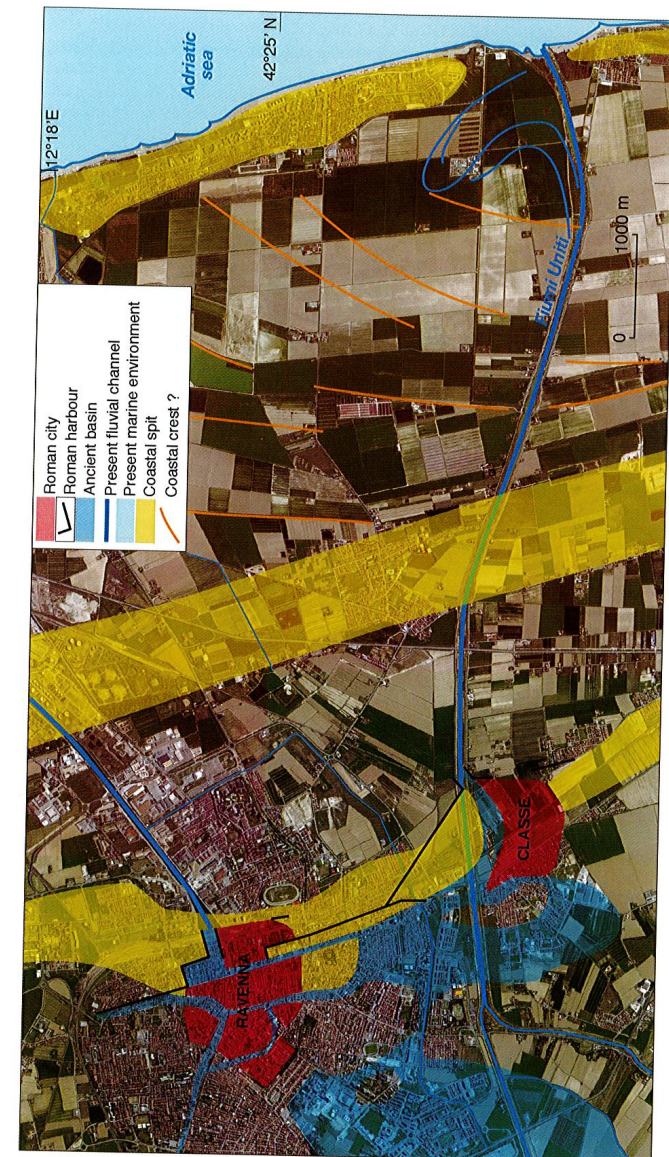 Adriatic
sea
42°25' N
12°18'E
Roman city
Roman harbour
Ancient basin
Present fluvial channel
Present marine environment
Coastal spit
Coastal crest ?
Fiumi Uniti
0 1000 m
RAVENNA
CLASSE